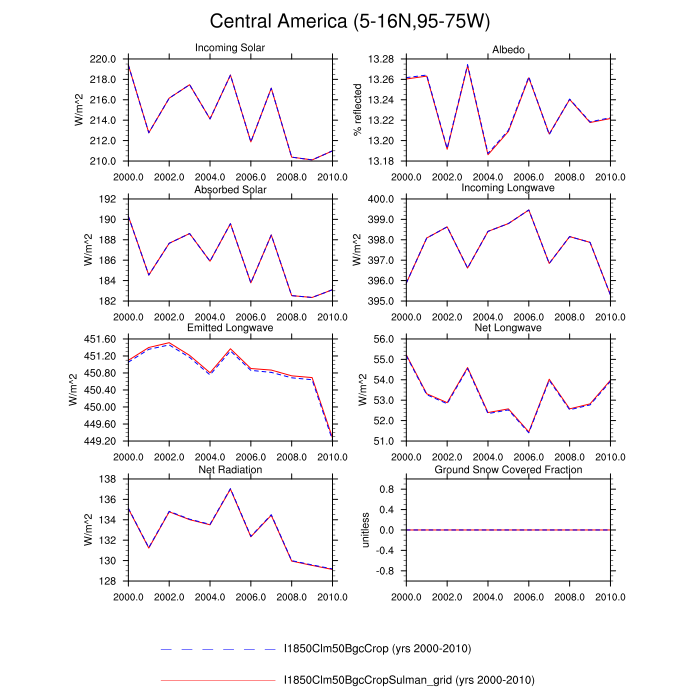 Central America (5-16N,95-75W)
Incoming Solar
W/m^2
220.0
218.0
216.0
214.0
212.0
210.0
2000.0 2002.0 2004.0 2006.0 2008.0 2010.0
Albedo
% reflected
13.28
13.26
13.24
13.22
13.20
13.18
2000.0 2002.0 2004.0 2006.0 2008.0 2010.0
Absorbed Solar
W/m^2
192
190
188
186
184
182
2000.0 2002.0 2004.0 2006.0 2008.0 2010.0
Incoming Longwave
W/m^2
400.0
399.0
398.0
397.0
396.0
395.0
2000.0 2002.0 2004.0 2006.0 2008.0 2010.0
Emitted Longwave
W/m^2
451.60
451.20
450.80
450.40
450.00
449.60
449.20
2000.0 2002.0 2004.0 2006.0 2008.0 2010.0
Net Longwave
W/m^2
56.0
55.0
54.0
53.0
52.0
51.0
2000.0 2002.0 2004.0 2006.0 2008.0 2010.0
Net Radiation
W/m^2
138
136
134
132
130
128
2000.0 2002.0 2004.0 2006.0 2008.0 2010.0
Ground Snow Covered Fraction
unitless
0.8
0.4
0.0
-0.4
-0.8
2000.0 2002.0 2004.0 2006.0 2008.0 2010.0
I1850Clm50BgcCrop (yrs 2000-2010)
I1850Clm50BgcCropSulman_grid (yrs 2000-2010)